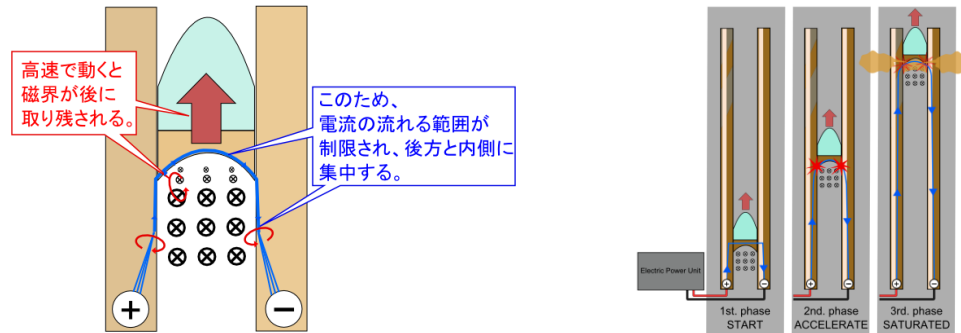 高速で動くと
磁界が後に
取り残される。
このため、
電流の流れる範囲が
制限され、後方と内側に
集中する。
+
−
Electric Power Unit
+
−
1st. phase
START
+
−
2nd. phase
ACCELERATE
+
−
3rd. phase
SATURATED